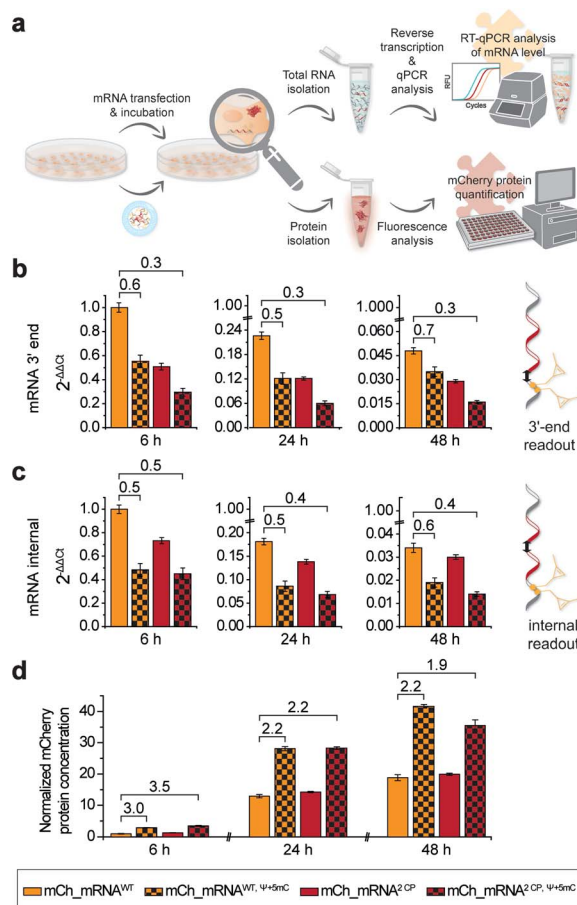 a
mRNA transfection
& incubation
Total RNA
isolation
Reverse
transcription
&
qPCR
analysis
RT-qPCR analysis
of mRNA level
RFU
Cycles
Protein
isolation
Fluorescence
analysis
mCherry protein
quantification
b
mRNA 3' end
2-ΔΔCt
0.3
0.6
1.0
0.8
0.6
0.4
0.2
0.0
6 h
0.3
0.5
1.00
0.24
0.18
0.12
0.06
0.00
24 h
0.3
0.7
1.000
0.060
0.045
0.030
0.015
0.000
48 h
3'-end
readout
c
mRNA internal
2-ΔΔCt
0.5
0.5
1.0
0.8
0.6
0.4
0.2
0.0
6 h
0.4
0.5
1.00
0.20
0.15
0.10
0.05
0.00
24 h
0.4
0.6
1.00
0.04
0.03
0.02
0.01
0.00
48 h
internal
readout
d
Normalized mCherry
protein concentration
40
30
20
10
0
3.5
3.0
6 h
2.2
2.2
24 h
1.9
2.2
48 h
mCh_mRNAWT mCh_mRNAWT, Ψ+5mC mCh_mRNA2 CP mCh_mRNA2 CP, Ψ+5mC